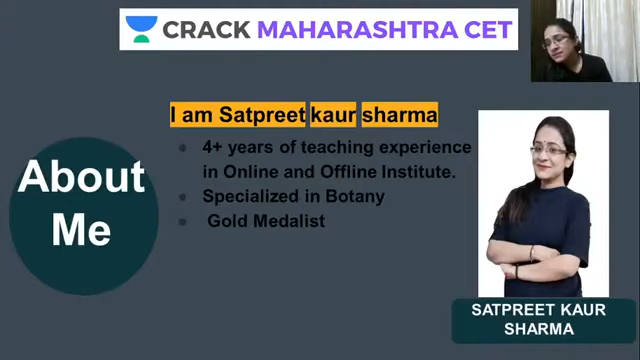 CRACK MAHARASHTRA CET
I am Satpreet kaur sharma
4+ years of teaching experience
in Online and Offline Institute.
Specialized in Botany
Gold Medalist
About
Me
SATPREET KAUR
SHARMA